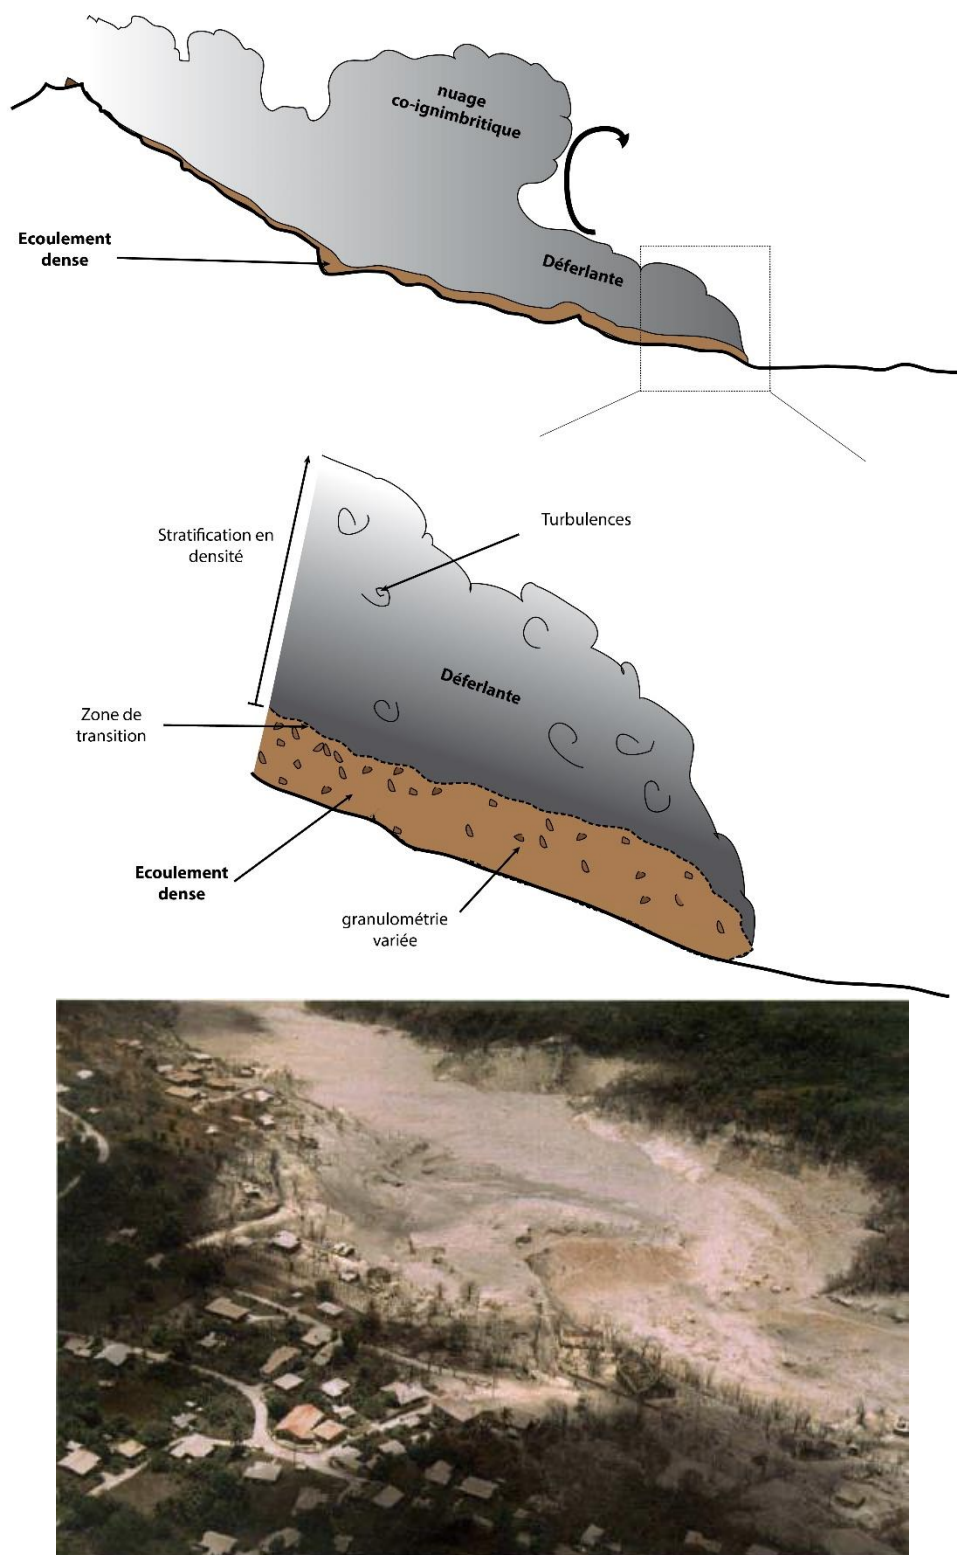 nuage
co-ignimbritique
Ecoulement
dense
Déferlante
Stratification en
densité
Turbulences
Déferlante
Zone de
transition
Ecoulement
dense
granulométrie
variée